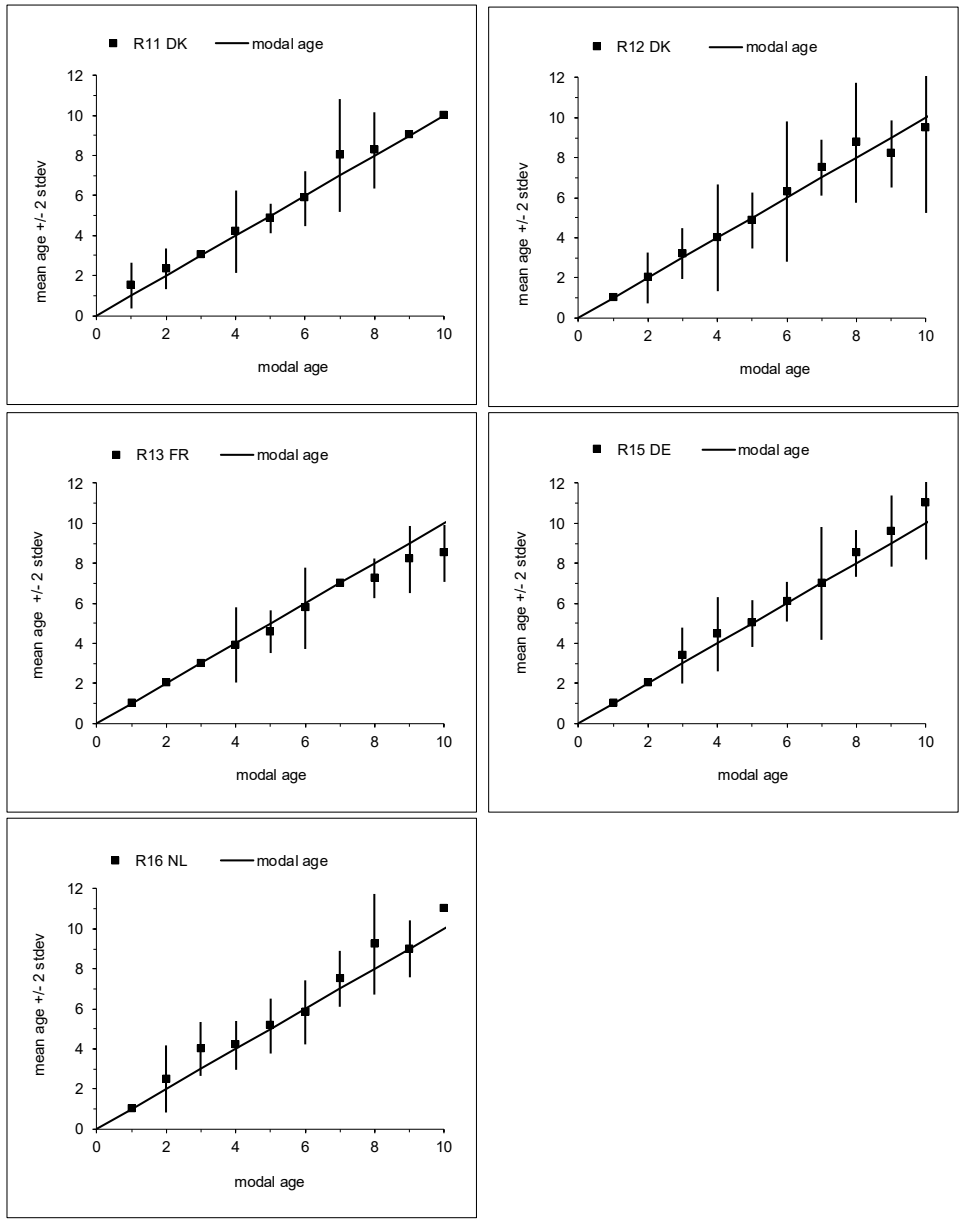 R11 DK modal age
12
10
8
6
4
2
0
mean age +/- 2 stdev
0 2 4 6 8 10
modal age
R12 DK modal age
12
10
8
6
4
2
0
mean age +/- 2 stdev
0 2 4 6 8 10
modal age
R13 FR modal age
12
10
8
6
4
2
0
mean age +/- 2 stdev
0 2 4 6 8 10
modal age
R15 DE modal age
12
10
8
6
4
2
0
mean age +/- 2 stdev
0 2 4 6 8 10
modal age
R16 NL modal age
12
10
8
6
4
2
0
mean age +/- 2 stdev
0 2 4 6 8 10
modal age